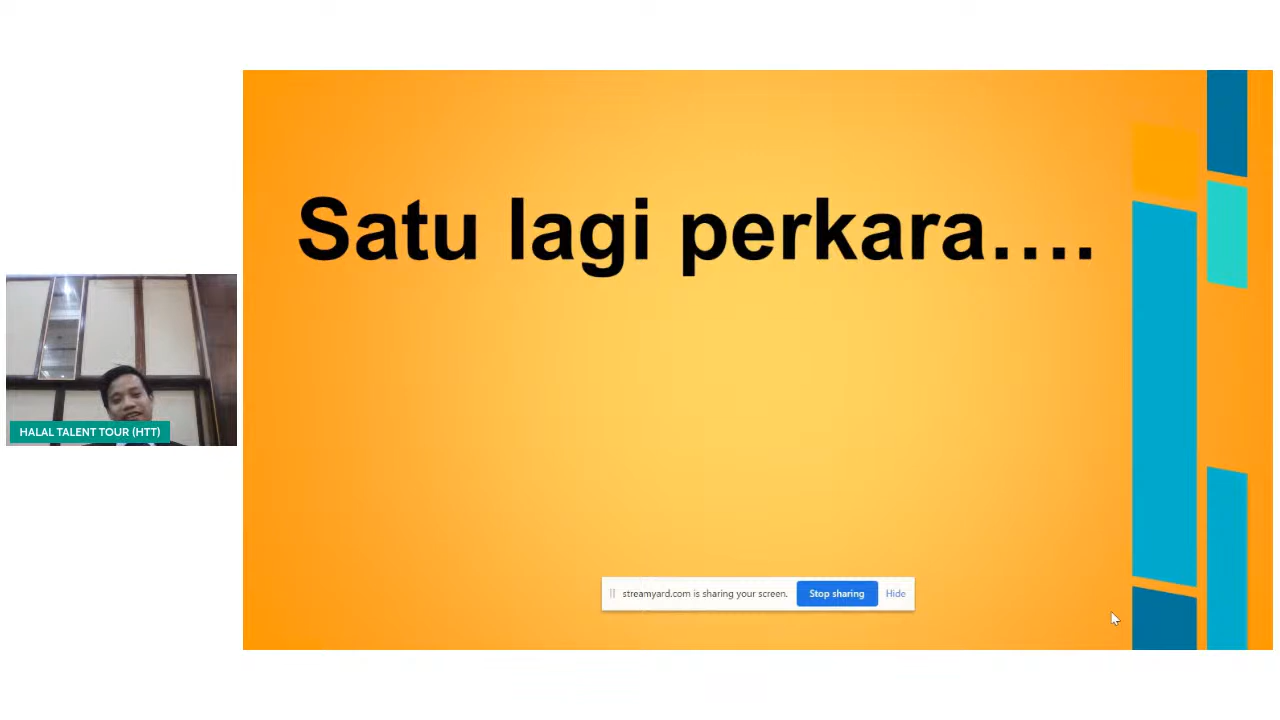 Satu lagi perkara....
HALAL TALENT TOUR (HTT)
streamyard.com is sharing your screen.
Stop sharing
Hide